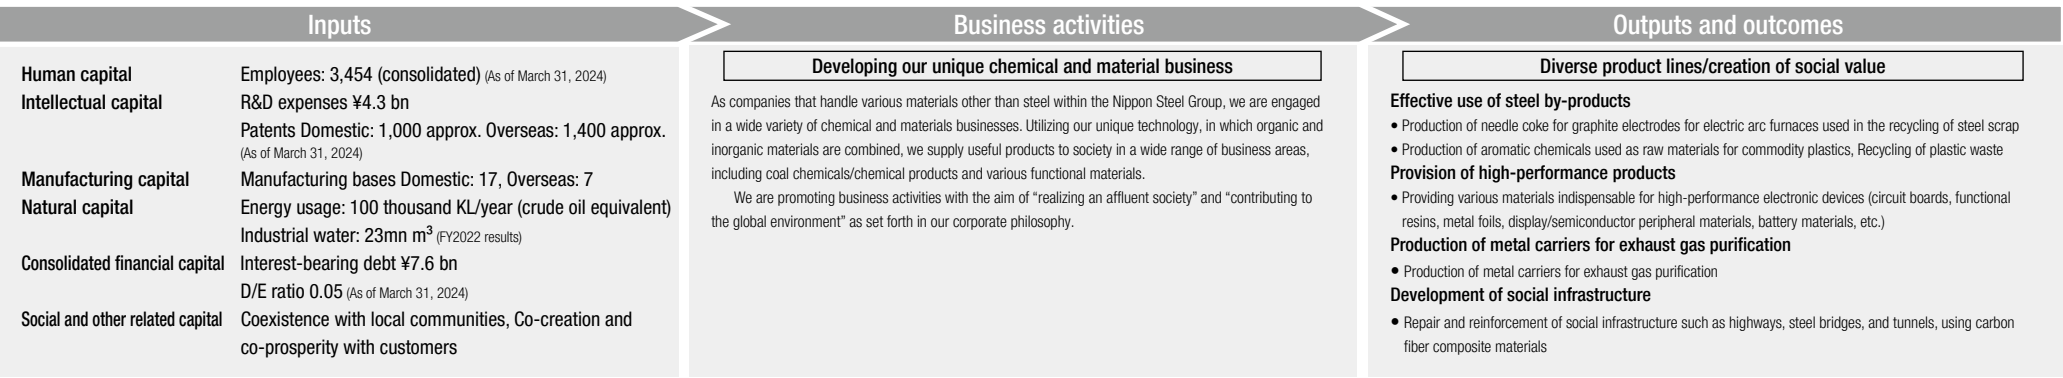 Inputs
Human capital Employees: 3,454 (consolidated) (As of March 31, 2024)
Intellectual capital R&D expenses ¥4.3 bn
Patents Domestic: 1,000 approx. Overseas: 1,400 approx.
(As of March 31, 2024)
Manufacturing capital Manufacturing bases Domestic: 17, Overseas: 7
Natural capital Energy usage: 100 thousand KL/year (crude oil equivalent)
Industrial water: 23mn m³ (FY2022 results)
Consolidated financial capital Interest-bearing debt ¥7.6 bn
D/E ratio 0.05 (As of March 31, 2024)
Social and other related capital Coexistence with local communities, Co-creation and
co-prosperity with customers
Business activities
Developing our unique chemical and material business
As companies that handle various materials other than steel within the Nippon Steel Group, we are engaged
in a wide variety of chemical and materials businesses. Utilizing our unique technology, in which organic and
inorganic materials are combined, we supply useful products to society in a wide range of business areas,
including coal chemicals/chemical products and various functional materials.
We are promoting business activities with the aim of “realizing an affluent society” and “contributing to
the global environment” as set forth in our corporate philosophy.
Outputs and outcomes
Diverse product lines/creation of social value
Effective use of steel by-products
• Production of needle coke for graphite electrodes for electric arc furnaces used in the recycling of steel scrap
• Production of aromatic chemicals used as raw materials for commodity plastics, Recycling of plastic waste
Provision of high-performance products
• Providing various materials indispensable for high-performance electronic devices (circuit boards, functional
resins, metal foils, display/semiconductor peripheral materials, battery materials, etc.)
Production of metal carriers for exhaust gas purification
• Production of metal carriers for exhaust gas purification
Development of social infrastructure
• Repair and reinforcement of social infrastructure such as highways, steel bridges, and tunnels, using carbon
fiber composite materials